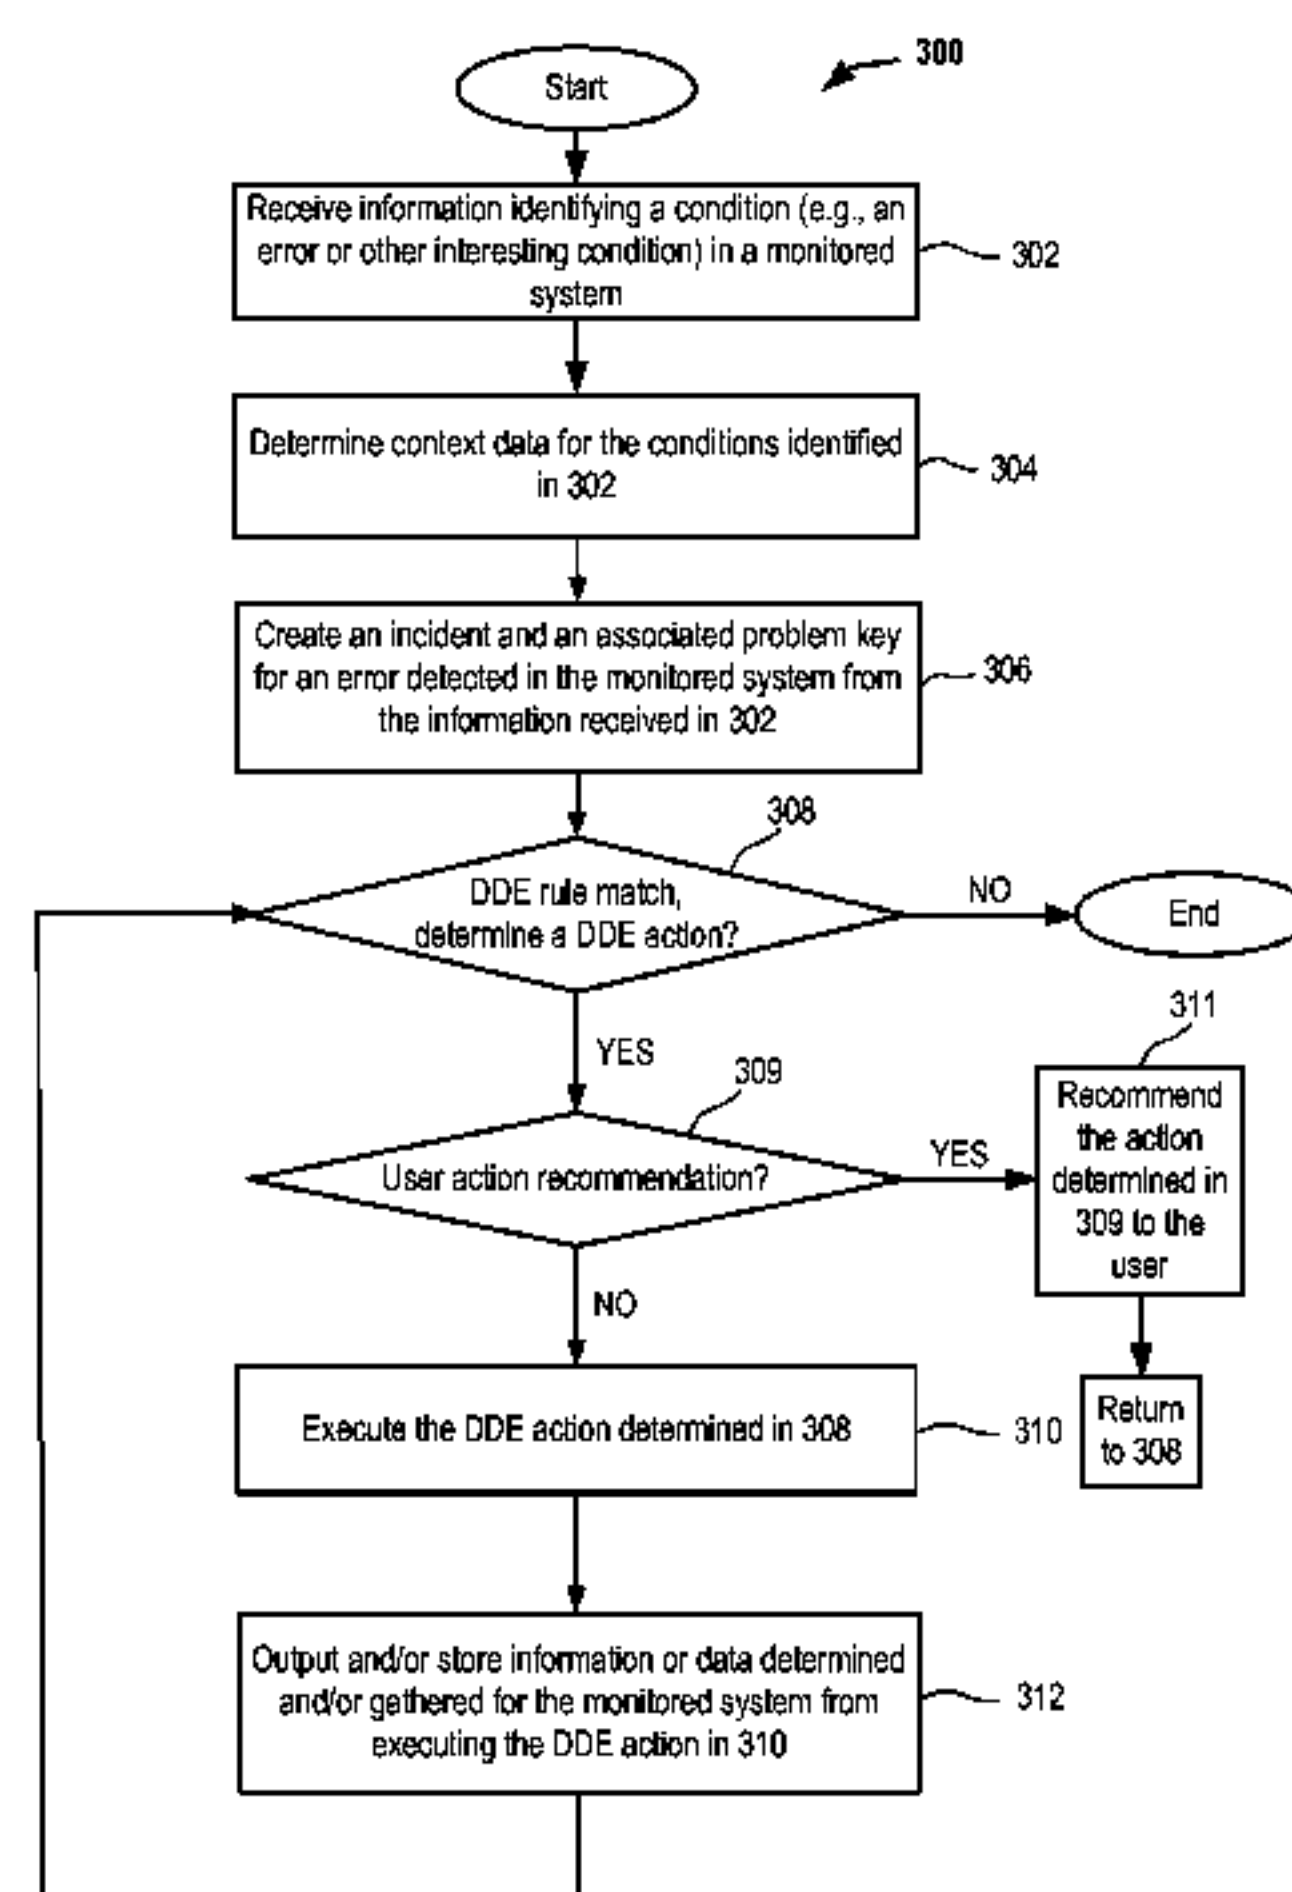 300
Start
Receive information identifying a condition (e.g., an
error or other interesting condition) in a monitored
system
302
Determine context data for the conditions identified
in 302
304
Create an incident and an associated problem key
for an error detected in the monitored system from
the information received in 302
306
308
DDE rule match,
determine a DDE action?
NO
End
YES
309
User action recommendation?
YES
311
Recommend
the action
determined in
309 to the
user
NO
Return
to 308
Execute the DDE action determined in 308
310
Output and/or store information or data determined
and/or gathered for the monitored system from
executing the DDE action in 310
312